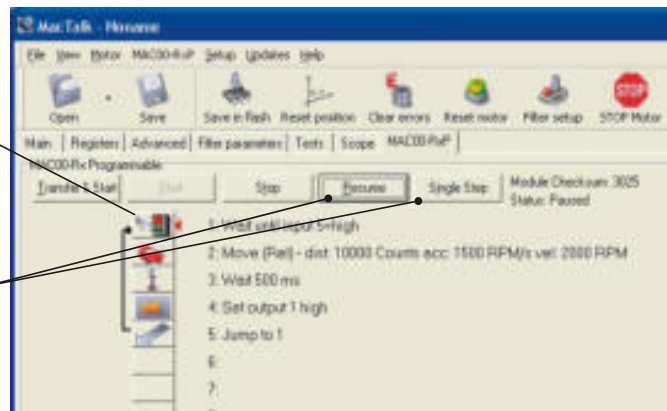 MacTalk - Noname
File View Motor MAC00-RxP Setup Updates Help
Open Save Save in flash Reset position Clear errors Reset motor Filter setup STOP Motor
STOP
Main Registers Advanced Filter parameters Tests Scope MAC00-RxP
MAC00-Rx Programmable
Transfer & Start Start Stop Resume Single Step Module Checksum: 3025
Status: Paused
1: Wait until input 5=high
2: Move (Rel) - dist: 10000 Counts acc: 1500 RPM/s vel: 2000 RPM
3: Wait 500 ms
4: Set output 1 high
5: Jump to 1
6:
7: